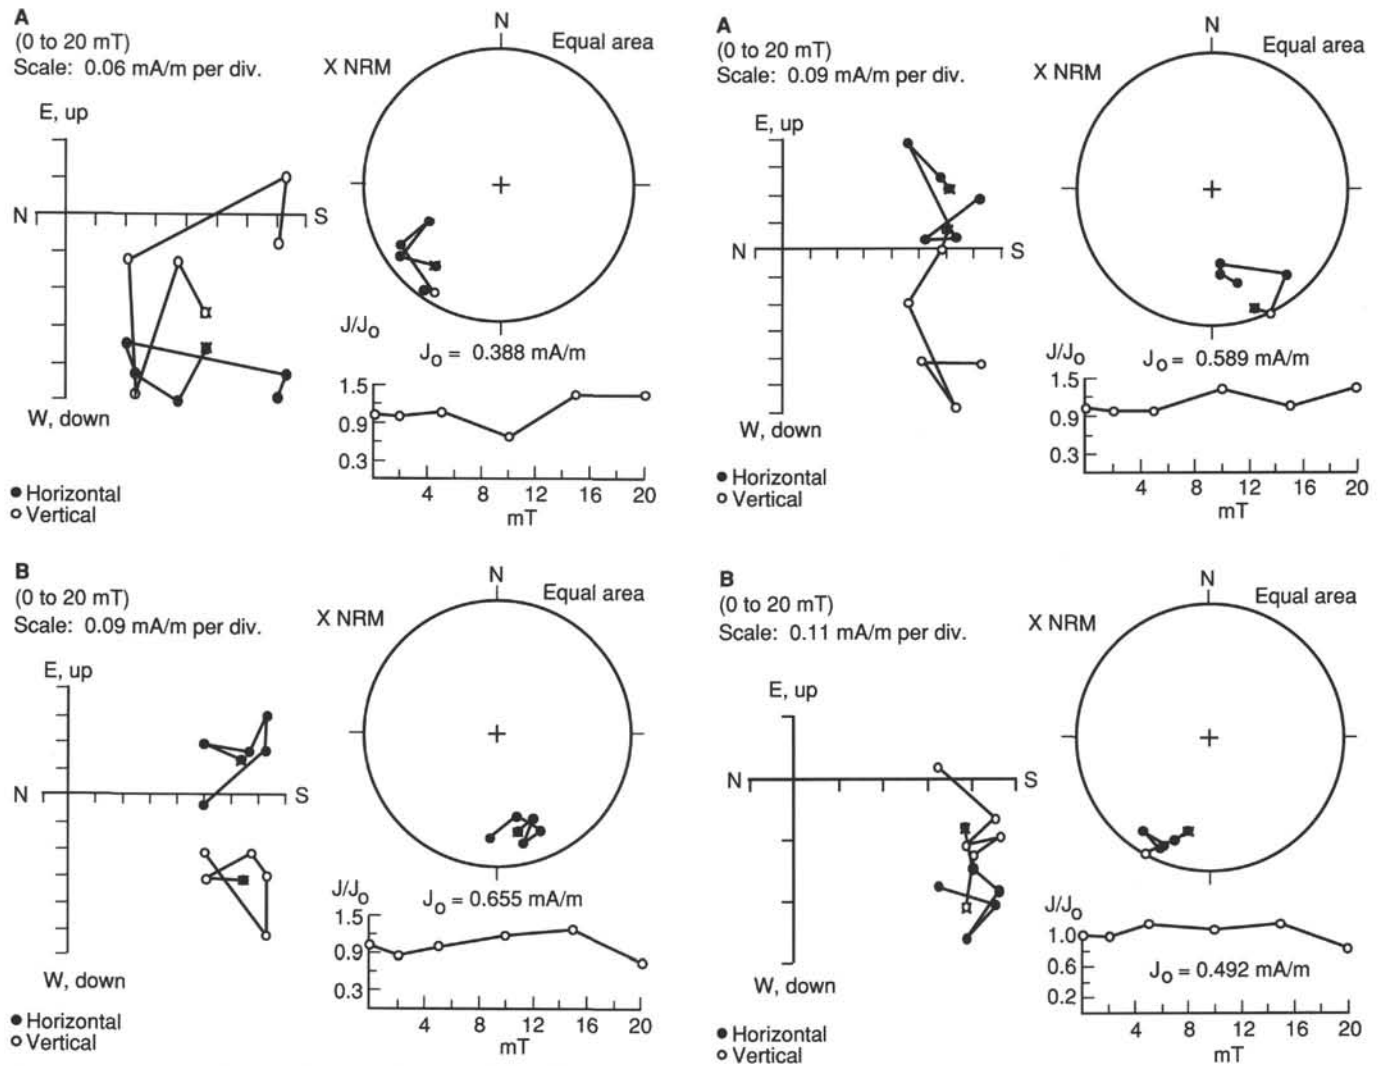 A
(0 to 20 mT)
Scale: 0.06 mA/m per div.
N
Equal area
X NRM
E, up
N
S
W, down
J/Jo
Jo = 0.388 mA/m
1.5
0.9
0.3
4 8 12 16 20
mT
● Horizontal
○ Vertical
A
(0 to 20 mT)
Scale: 0.09 mA/m per div.
N
Equal area
X NRM
E, up
N
S
W, down
J/Jo
Jo = 0.589 mA/m
1.5
0.9
0.3
4 8 12 16 20
mT
● Horizontal
○ Vertical
B
(0 to 20 mT)
Scale: 0.09 mA/m per div.
N
Equal area
X NRM
E, up
N
S
W, down
J/Jo
Jo = 0.655 mA/m
1.5
0.9
0.3
4 8 12 16 20
mT
● Horizontal
○ Vertical
B
(0 to 20 mT)
Scale: 0.11 mA/m per div.
N
Equal area
X NRM
E, up
N
S
W, down
J/Jo
1.0
0.6
Jo = 0.492 mA/m
0.2
4 8 12 16 20
mT
● Horizontal
○ Vertical